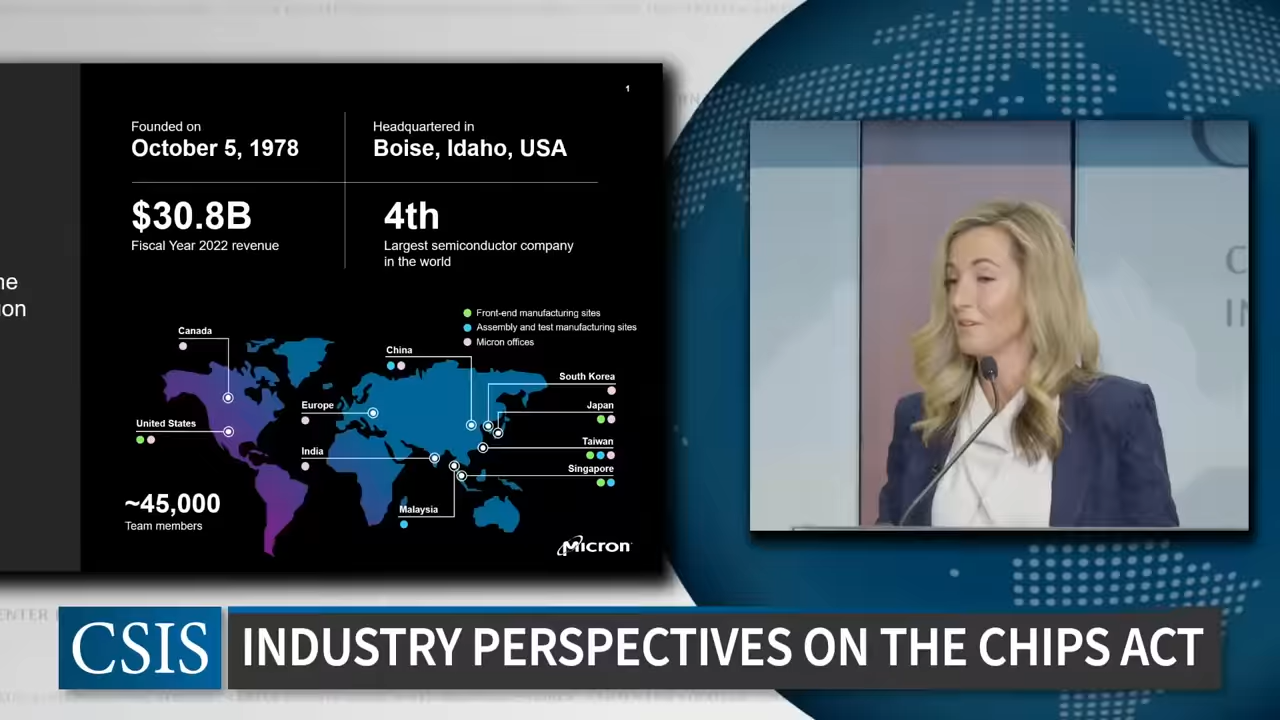 1
Founded on
October 5, 1978
Headquartered in
Boise, Idaho, USA
$30.8B
Fiscal Year 2022 revenue
4th
Largest semiconductor company
in the world
Front-end manufacturing sites
Assembly and test manufacturing sites
Micron offices
Canada
China
South Korea
Europe
Japan
United States
Taiwan
India
Singapore
Malaysia
~45,000
Team members
Micron
CSIS
INDUSTRY PERSPECTIVES ON THE CHIPS ACT